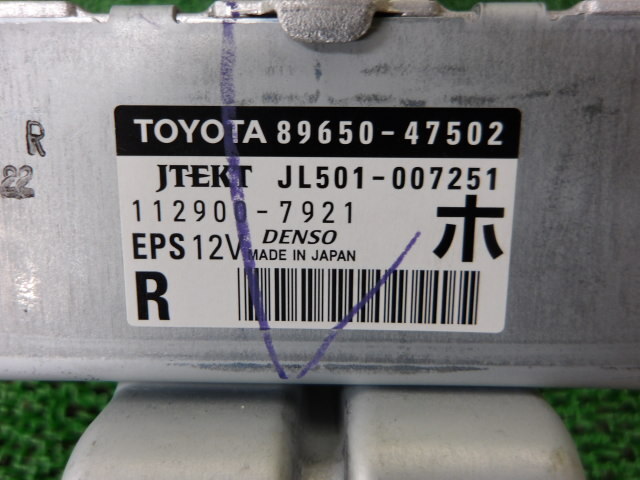 TOYOTA 89650-47502
JTEKT JL501-007251
112900-7921
ホ
EPS 12V DENSO
MADE IN JAPAN
R
R
22